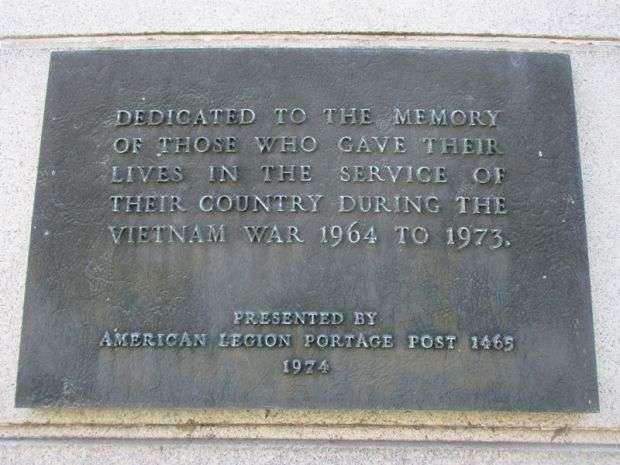 DEDICATED TO THE MEMORY
OF THOSE WHO GAVE THEIR
LIVES IN THE SERVICE OF
THEIR COUNTRY DURING THE
VIETNAM WAR 1964 TO 1973.
PRESENTED BY
AMERICAN LEGION PORTAGE POST 1465
1974